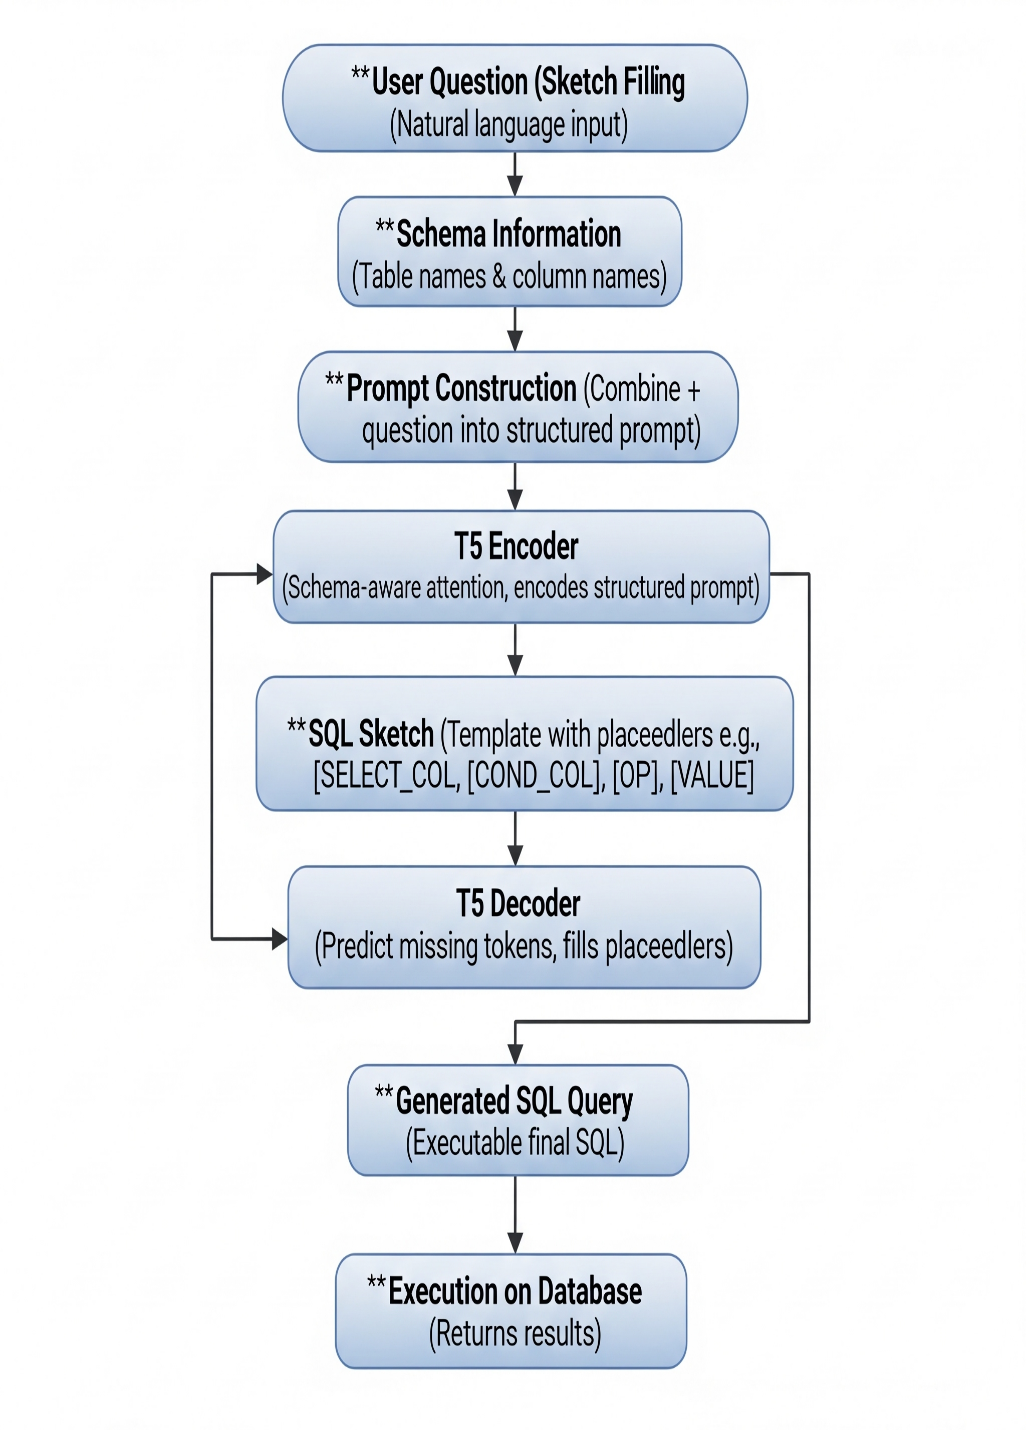 **User Question (Sketch Filling
(Natural language input)
**Schema Information
(Table names & column names)
**Prompt Construction (Combine +
question into structured prompt)
T5 Encoder
(Schema-aware attention, encodes structured prompt)
**SQL Sketch (Template with placeedlers e.g.,
[SELECT_COL, [COND_COL], [OP], [VALUE]
T5 Decoder
(Predict missing tokens, fills placeedlers)
**Generated SQL Query
(Executable final SQL)
**Execution on Database
(Returns results)